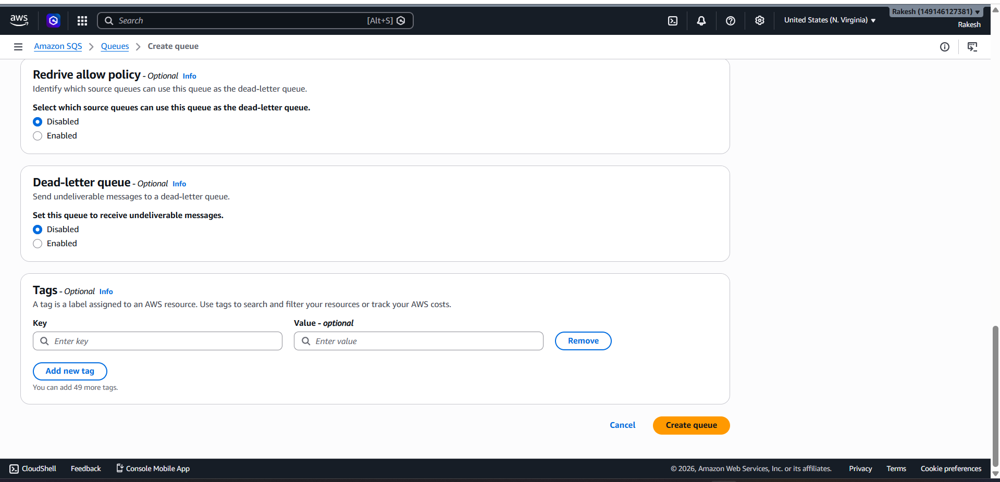 aws
Search
[Alt+S]
United States (N. Virginia)
Rakesh (149146127381)
Rakesh
Amazon SQS
Queues
Create queue
Redrive allow policy - Optional Info
Identify which source queues can use this queue as the dead-letter queue.
Select which source queues can use this queue as the dead-letter queue.
Disabled
Enabled
Dead-letter queue - Optional Info
Send undeliverable messages to a dead-letter queue.
Set this queue to receive undeliverable messages.
Disabled
Enabled
Tags - Optional Info
A tag is a label assigned to an AWS resource. Use tags to search and filter your resources or track your AWS costs.
Key
Value - optional
Enter key
Enter value
Remove
Add new tag
You can add 49 more tags.
Cancel
Create queue
CloudShell
Feedback
Console Mobile App
© 2026, Amazon Web Services, Inc. or its affiliates.
Privacy
Terms
Cookie preferences